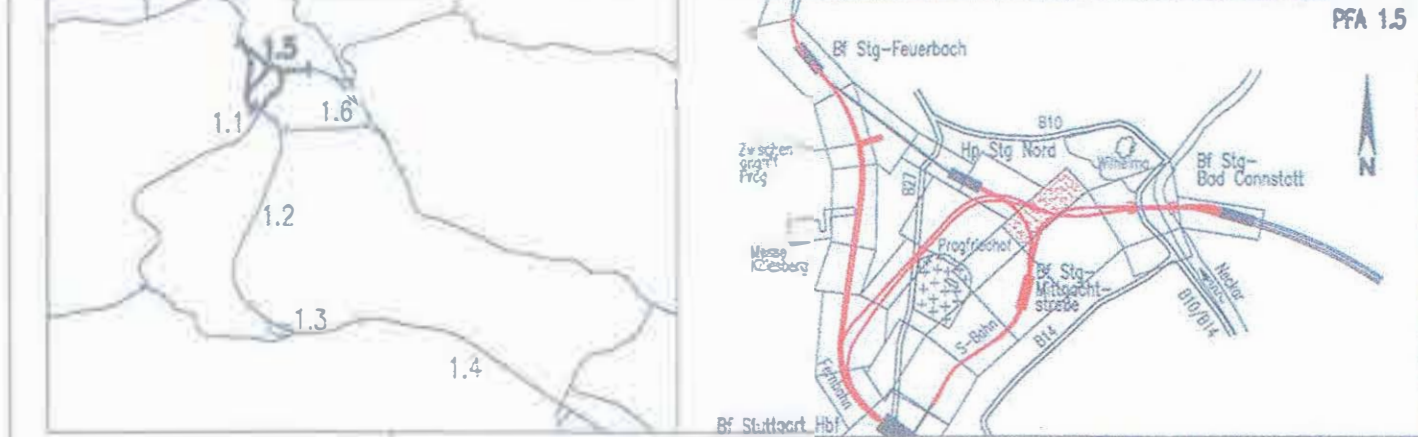 1.5
1.1
1.6
1.2
1.3
1.4
PFA 1.5
Bf Stg-Feuerbach
B10
Hp-Stg Nord
Wilhelma
Bf Stg-
Bad Cannstatt
N
B27
Pragfriedhof
Messe
Killesberg
Bf Stg-
Mittnacht-
straße
Neckar
B10/B14
S-Bahn
B14
Fernbahn
Bf Stuttgart Hbf